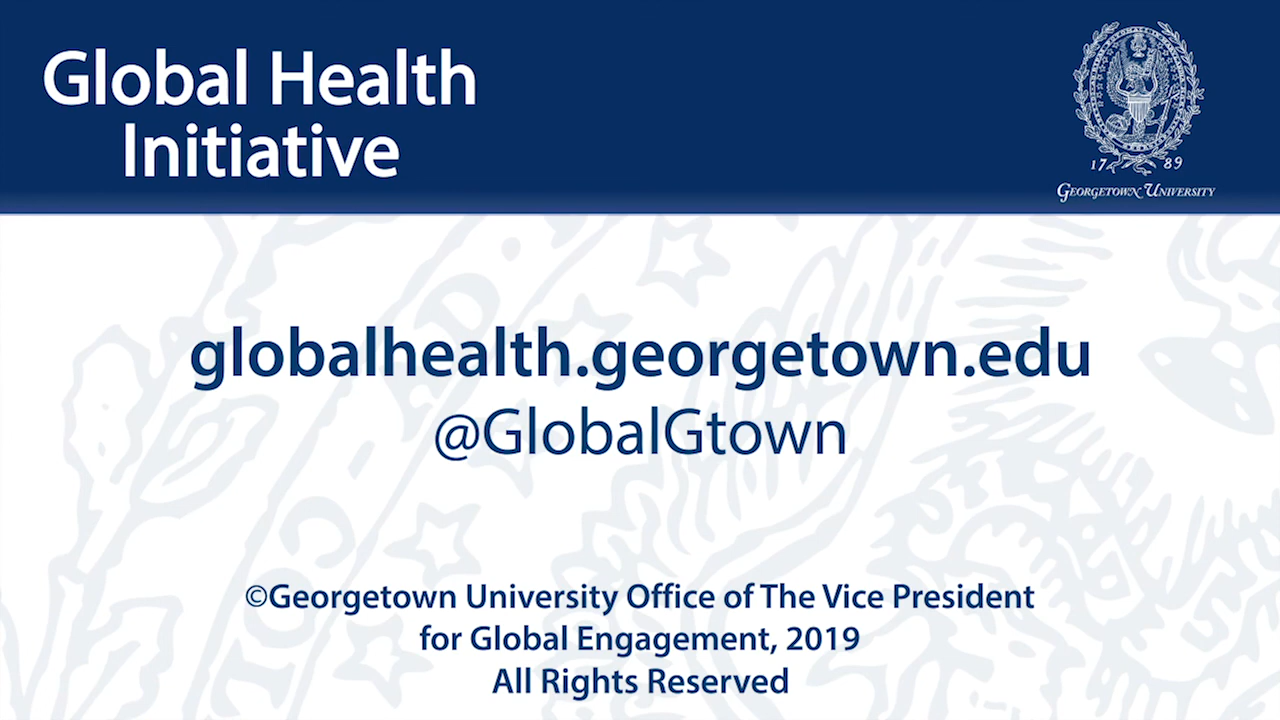 Global Health
Initiative
17 89
GEORGETOWN UNIVERSITY
globalhealth.georgetown.edu
@GlobalGtown
©Georgetown University Office of The Vice President
for Global Engagement, 2019
All Rights Reserved